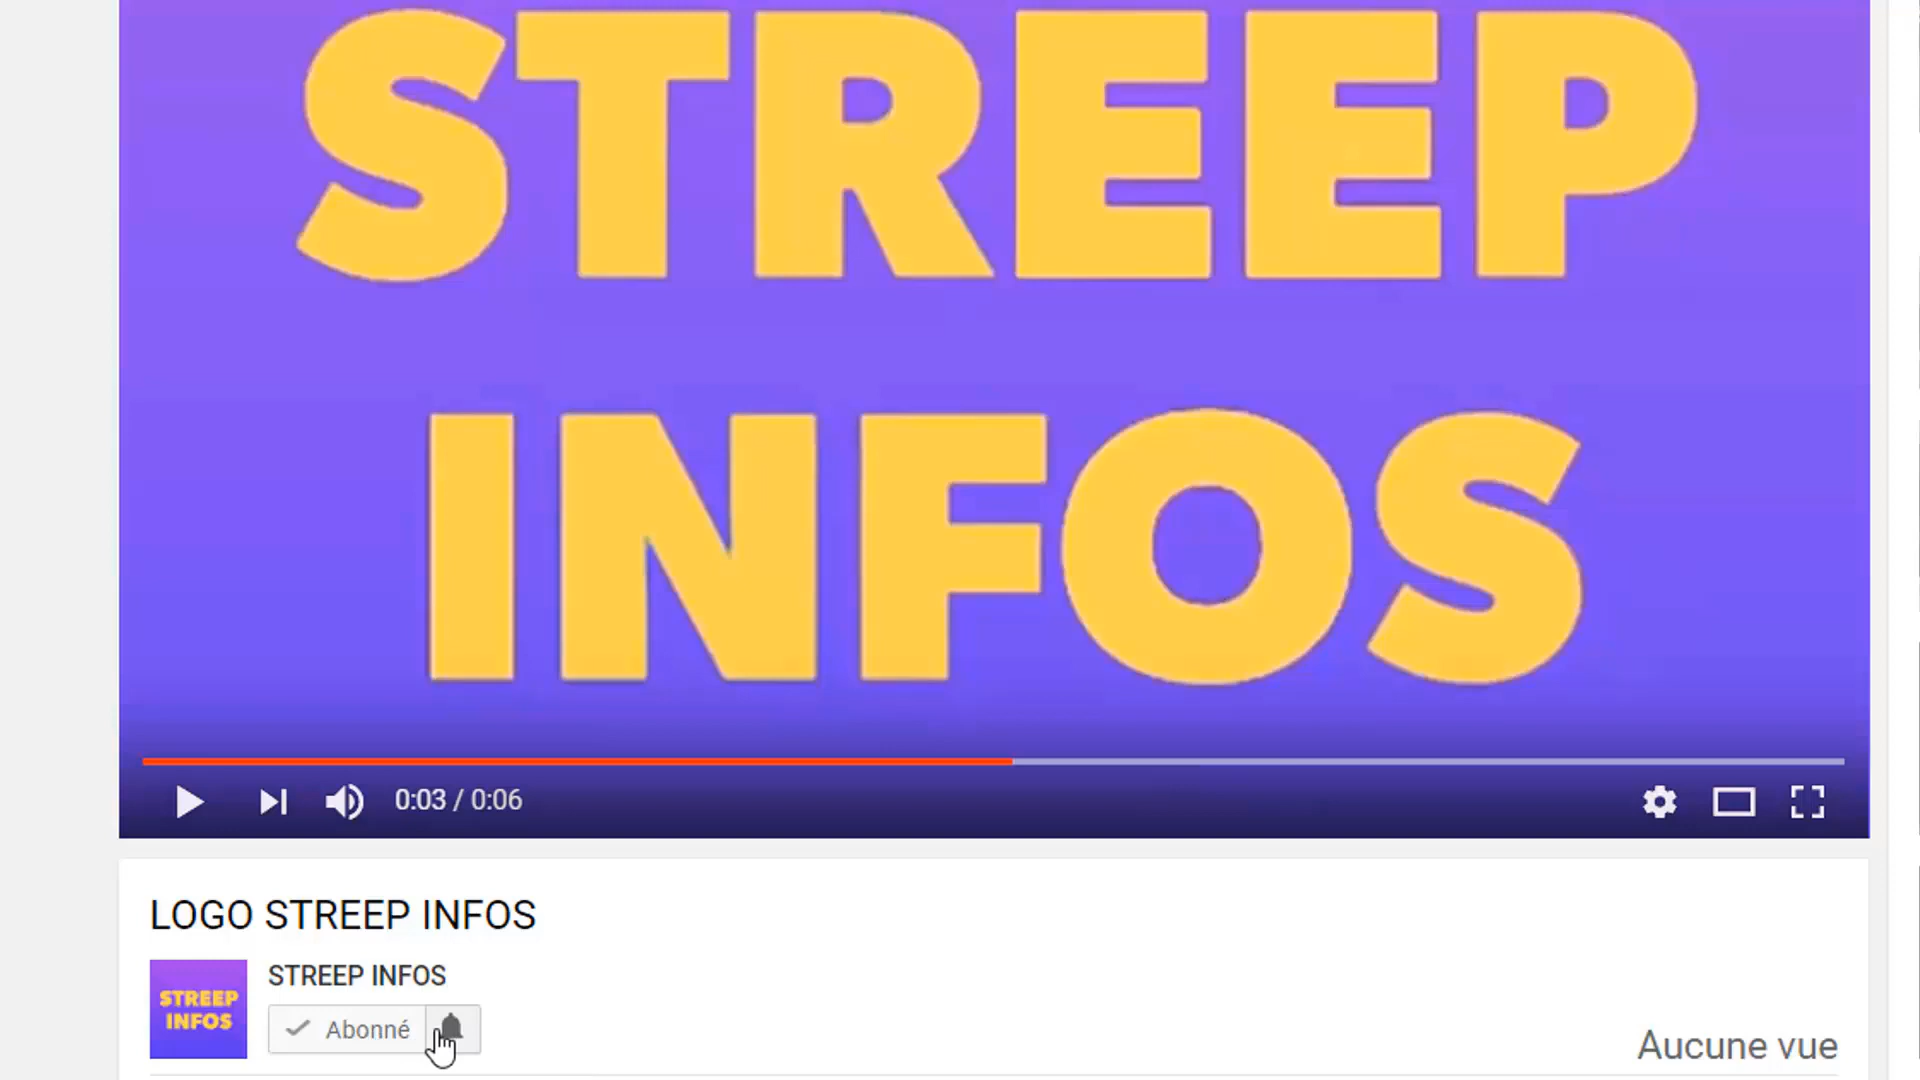 STREEP
INFOS
0:03 / 0:06
LOGO STREEP INFOS
STREEP
INFOS
STREEP INFOS
Abonné
Aucune vue